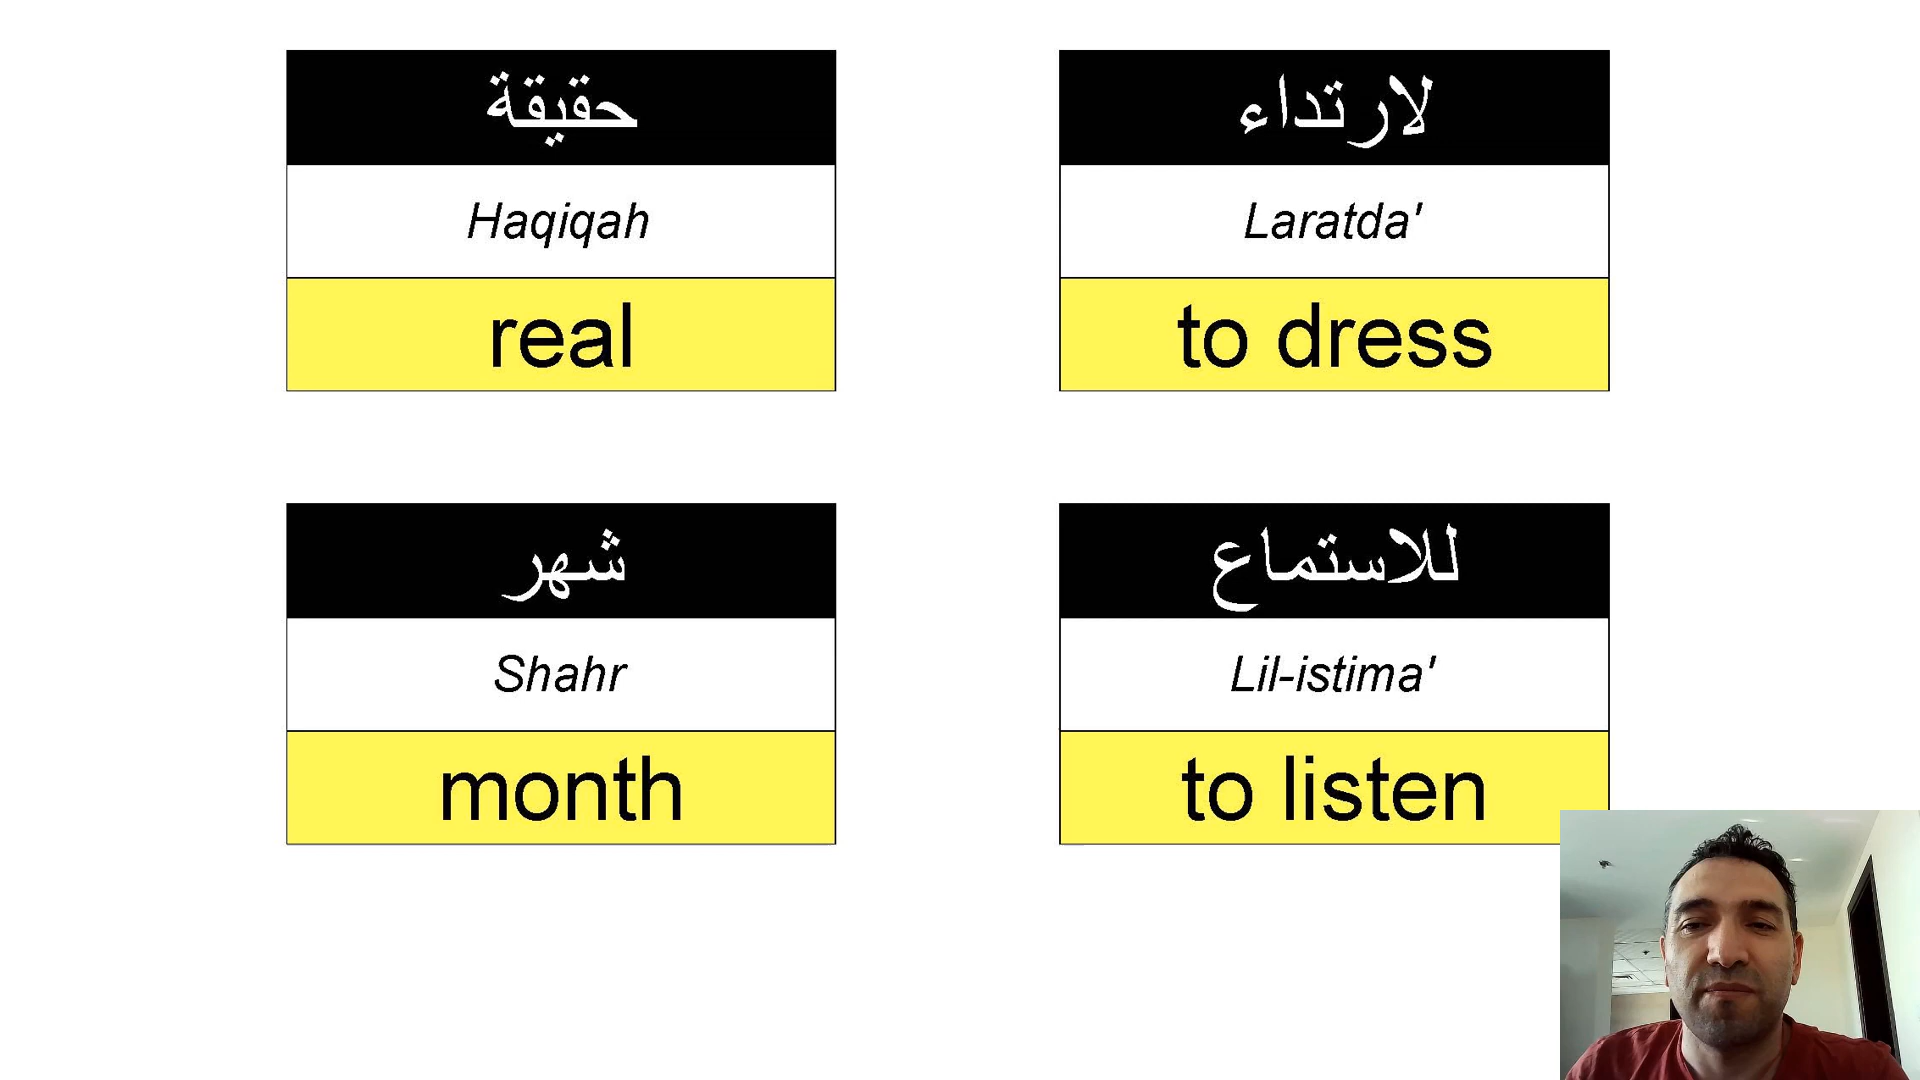 حقيقة
Haqiqah
real
لارتداء
Laratda'
to dress
شهر
Shahr
month
للاستماع
Lil-istima'
to listen